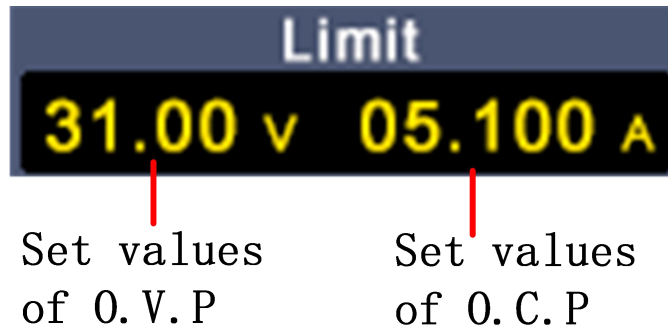 Limit
31.00 V 05.100 A
Set values Set values
of O.V.P of O.C.P